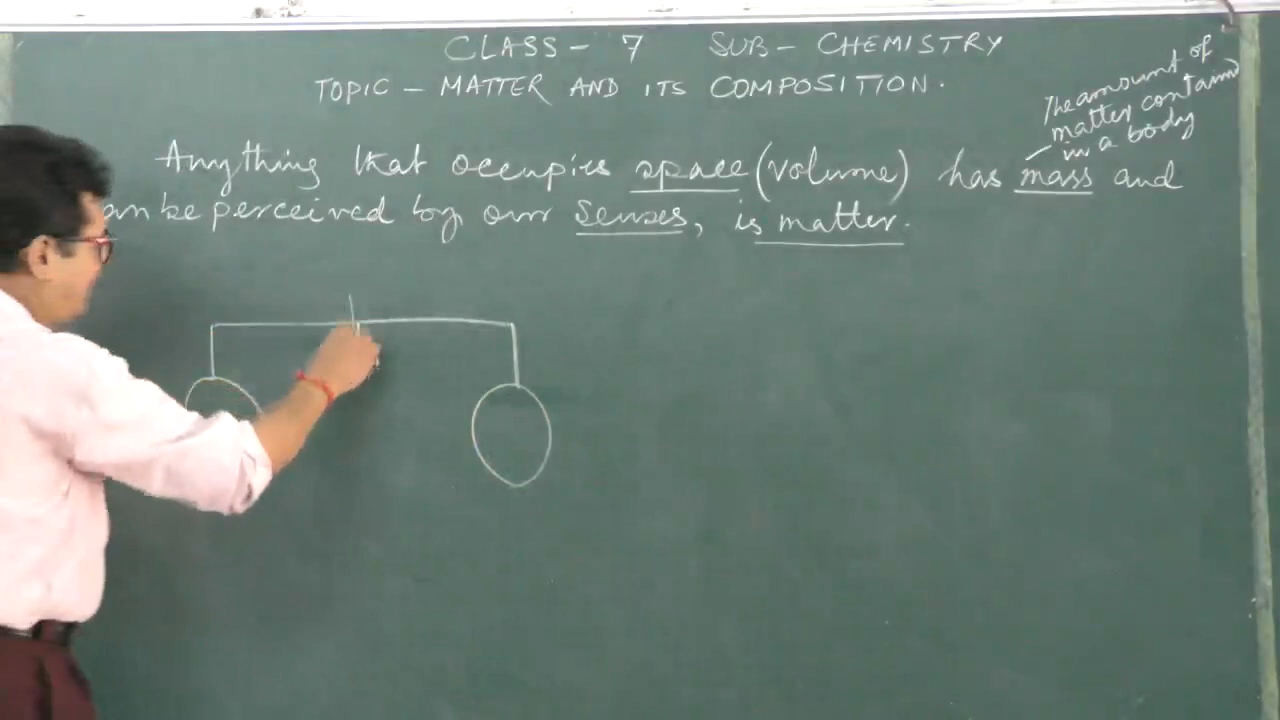 CLASS - 7 SUB - CHEMISTRY
TOPIC - MATTER AND ITS COMPOSITION.
The amount of
matter contained
in a body
Anything that occupies space (volume) has mass and
an be perceived by our senses, is matter.